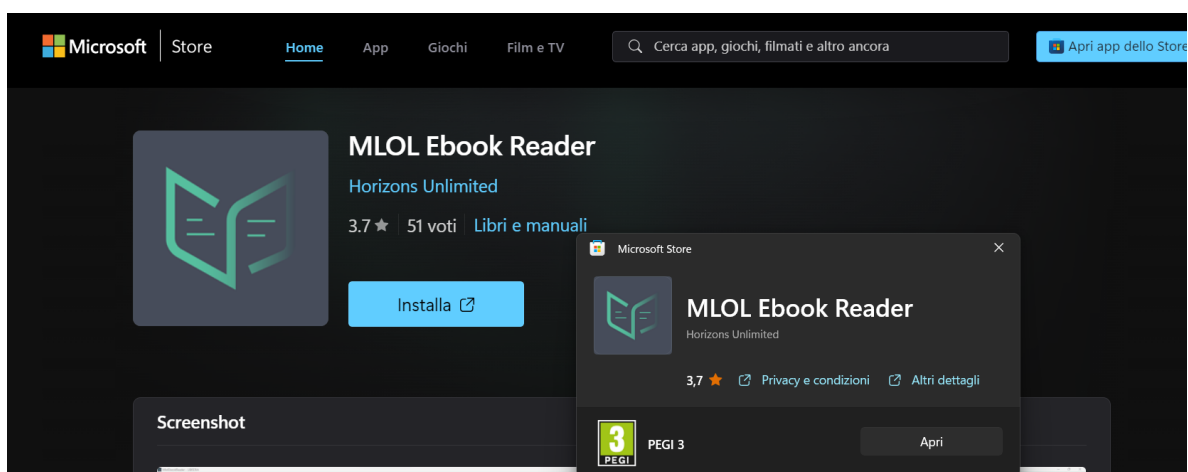 Microsoft Store Home App Giochi Film e TV Cerca app, giochi, filmati e altro ancora Apri app dello Store
MLOL Ebook Reader
Horizons Unlimited
3.7 ★ 51 voti Libri e manuali
Installa
Screenshot
Microsoft Store
MLOL Ebook Reader
Horizons Unlimited
3,7 ★ Privacy e condizioni Altri dettagli
3
PEGI
PEGI 3
Apri